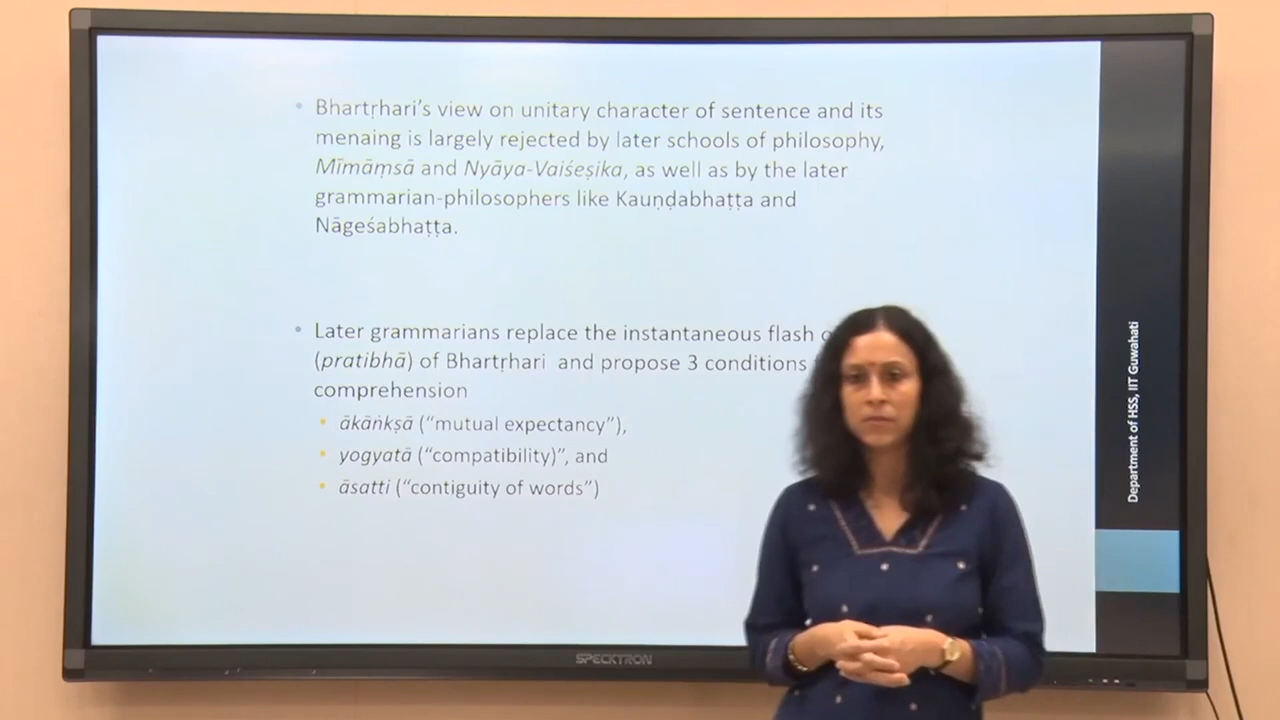 • Bhartṛhari's view on unitary character of sentence and its
menaing is largely rejected by later schools of philosophy,
Mīmāṃsā and Nyāya-Vaiśeṣika, as well as by the later
grammarian-philosophers like Kauṇḍabhaṭṭa and
Nāgeśabhaṭṭa.
• Later grammarians replace the instantaneous flash
(pratibhā) of Bhartṛhari and propose 3 conditions
comprehension
• ākāṅkṣā ("mutual expectancy"),
• yogyatā ("compatibility)", and
• āsatti ("contiguity of words")
Department of HSS, IIT Guwahati
SPECKTRON